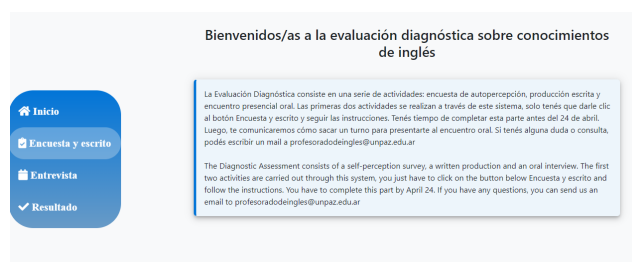 Bienvenidos/as a la evaluación diagnóstica sobre conocimientos
de inglés
Inicio
Encuesta y escrito
Entrevista
Resultado
La Evaluación Diagnóstica consiste en una serie de actividades: encuesta de autopercepción, producción escrita y
encuentro presencial oral. Las primeras dos actividades se realizan a través de este sistema, solo tenés que darle clic
al botón Encuesta y escrito y seguir las instrucciones. Tenés tiempo de completar esta parte antes del 24 de abril.
Luego, te comunicaremos cómo sacar un turno para presentarte al encuentro oral. Si tenés alguna duda o consulta,
podés escribir un mail a profesoradodeingles@unpaz.edu.ar
The Diagnostic Assessment consists of a self-perception survey, a written production and an oral interview. The first
two activities are carried out through this system, you just have to click on the button below Encuesta y escrito and
follow the instructions. You have to complete this part by April 24. If you have any questions, you can send us an
email to profesoradodeingles@unpaz.edu.ar